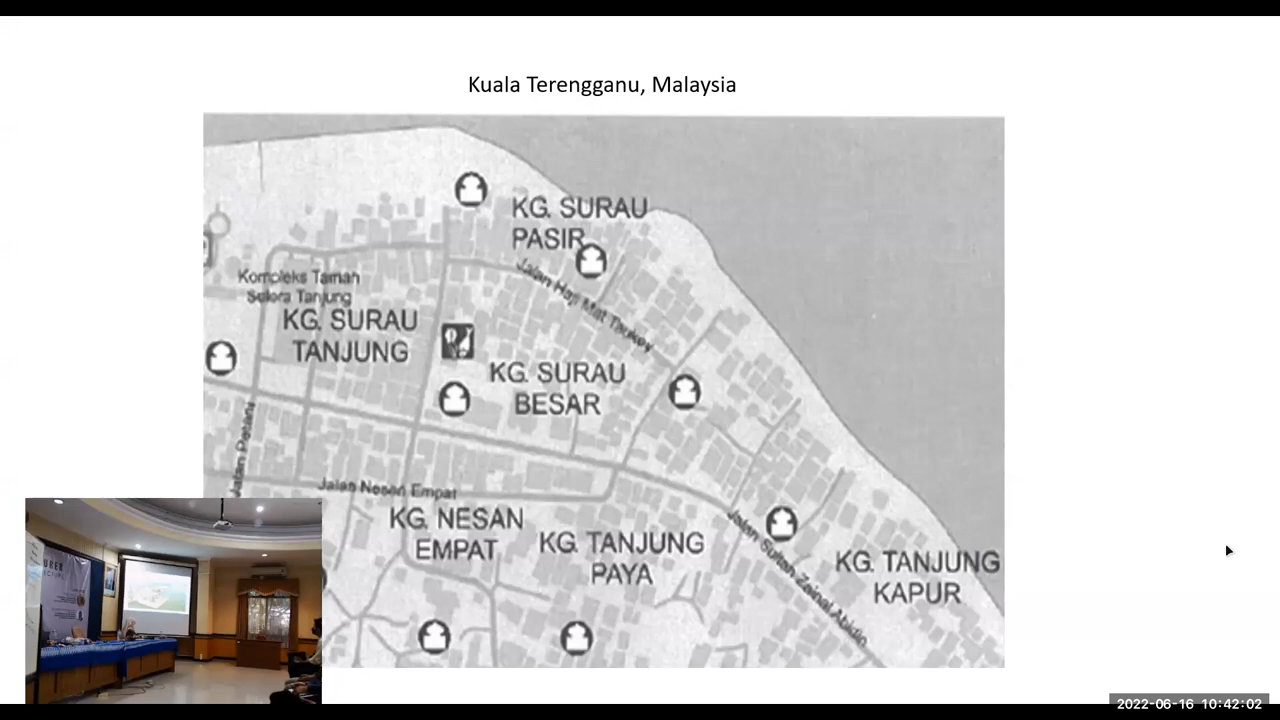 Kuala Terengganu, Malaysia
KG. SURAU
PASIR
Jalan Haji Mat Taukey
Kompleks Taman
Selera Tanjung
KG. SURAU
TANJUNG
KG. SURAU
BESAR
Jalan Petani
Jalan Nesan Empat
KG. NESAN
EMPAT
KG. TANJUNG
PAYA
Jalan Sultan Zainal Abidin
KG. TANJUNG
KAPUR
2022-06-16 10:42:02